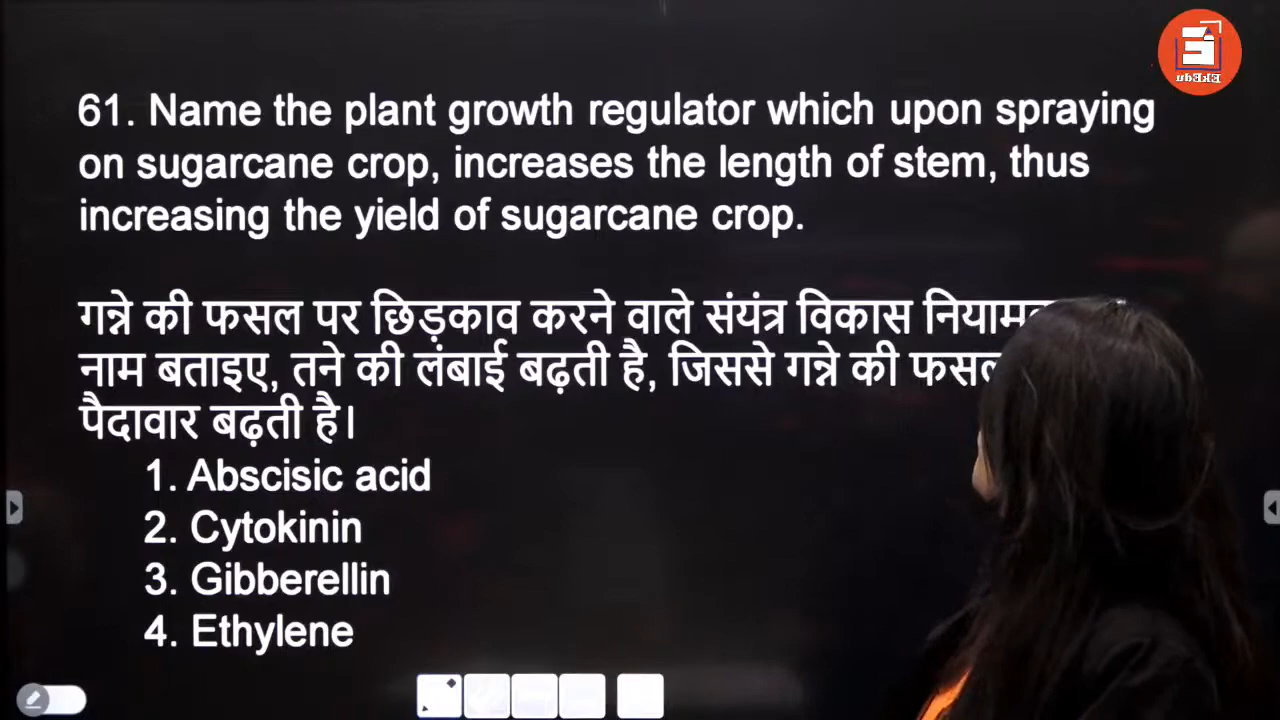 61. Name the plant growth regulator which upon spraying
on sugarcane crop, increases the length of stem, thus
increasing the yield of sugarcane crop.
गन्ने की फसल पर छिड़काव करने वाले संयंत्र विकास
नाम बताइए, तने की लंबाई बढ़ती है, जिससे गन्ने की
पैदावार बढ़ती है।
1. Abscisic acid
2. Cytokinin
3. Gibberellin
4. Ethylene
EkEdu